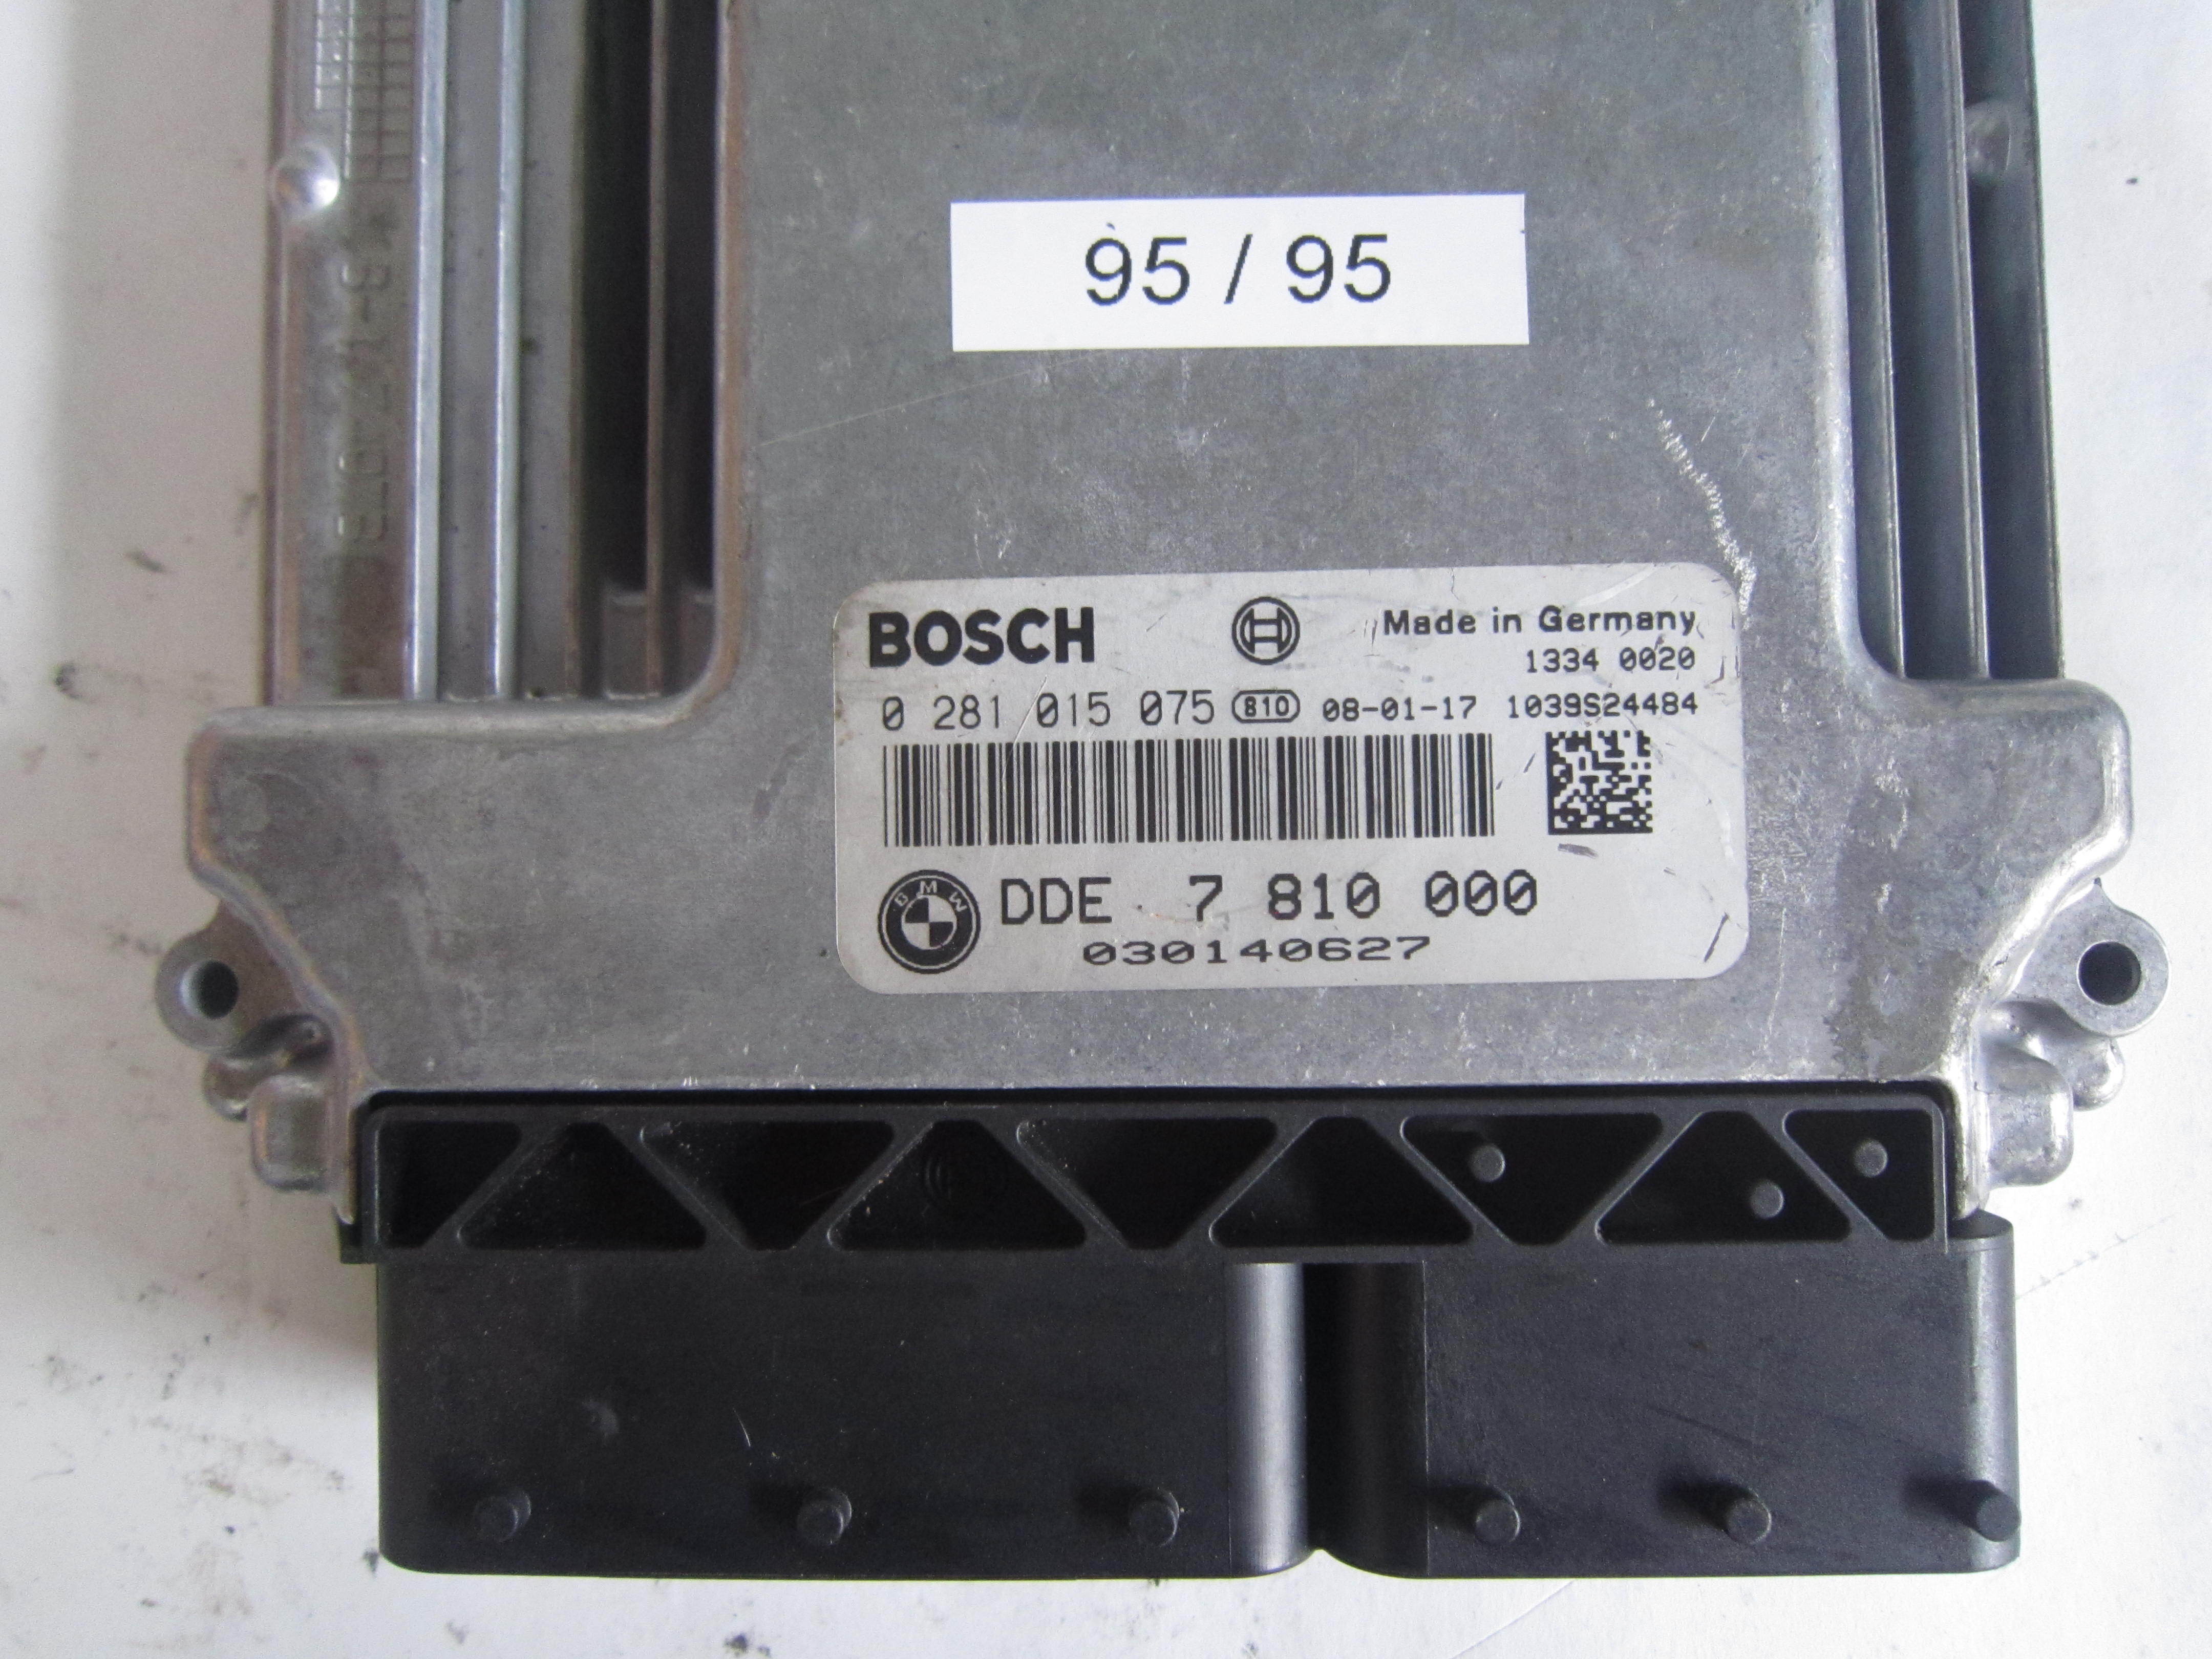 95 / 95
BOSCH
Made in Germany
1334 0020
0 281 015 075 810 08-01-17 1039S24484
BMW
DDE 7 810 000
030140627